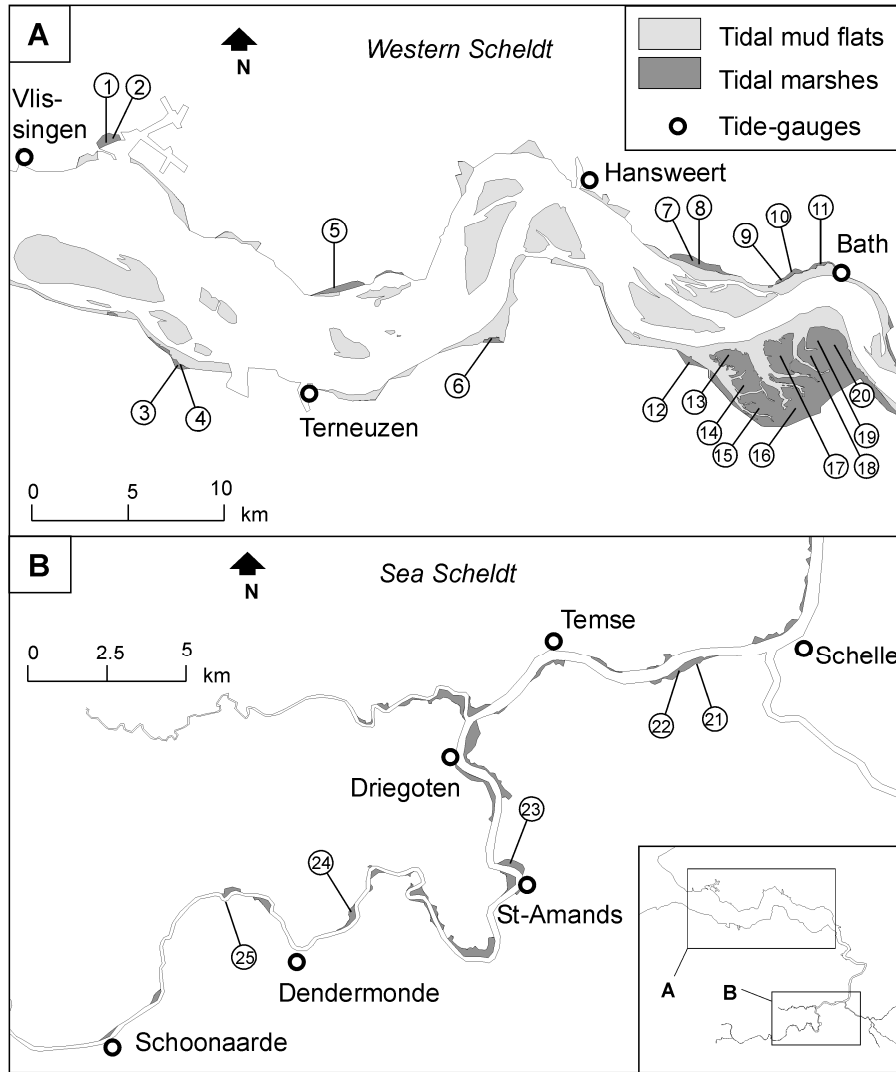 A
N
Western Scheldt
Tidal mud flats
Tidal marshes
Tide-gauges
Vlis-
singen
1
2
Hansweert
5
7
8
9
10
11
Bath
3
4
6
Terneuzen
12
13
14
15
16
17
18
19
20
0
5
10
km
B
N
Sea Scheldt
0
2.5
5
km
Temse
Schelle
22
21
Driegoten
23
24
St-Amands
25
Dendermonde
Schoonaarde
A
B